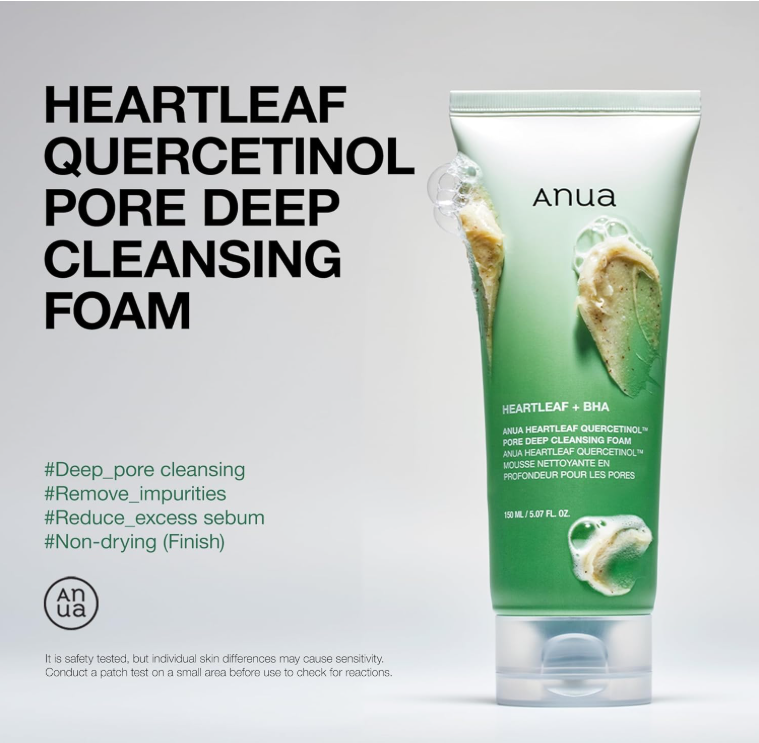 HEARTLEAF
QUERCETINOL
PORE DEEP
CLEANSING
FOAM
#Deep_pore cleansing
#Remove_impurities
#Reduce_excess sebum
#Non-drying (Finish)
An
ua
It is safety tested, but individual skin differences may cause sensitivity.
Conduct a patch test on a small area before use to check for reactions.
Anua
HEARTLEAF + BHA
ANUA HEARTLEAF QUERCETINOL™
PORE DEEP CLEANSING FOAM
ANUA HEARTLEAF QUERCETINOL™
MOUSSE NETTOYANTE EN
PROFONDEUR POUR LES PORES
150 ML / 5.07 FL. OZ.